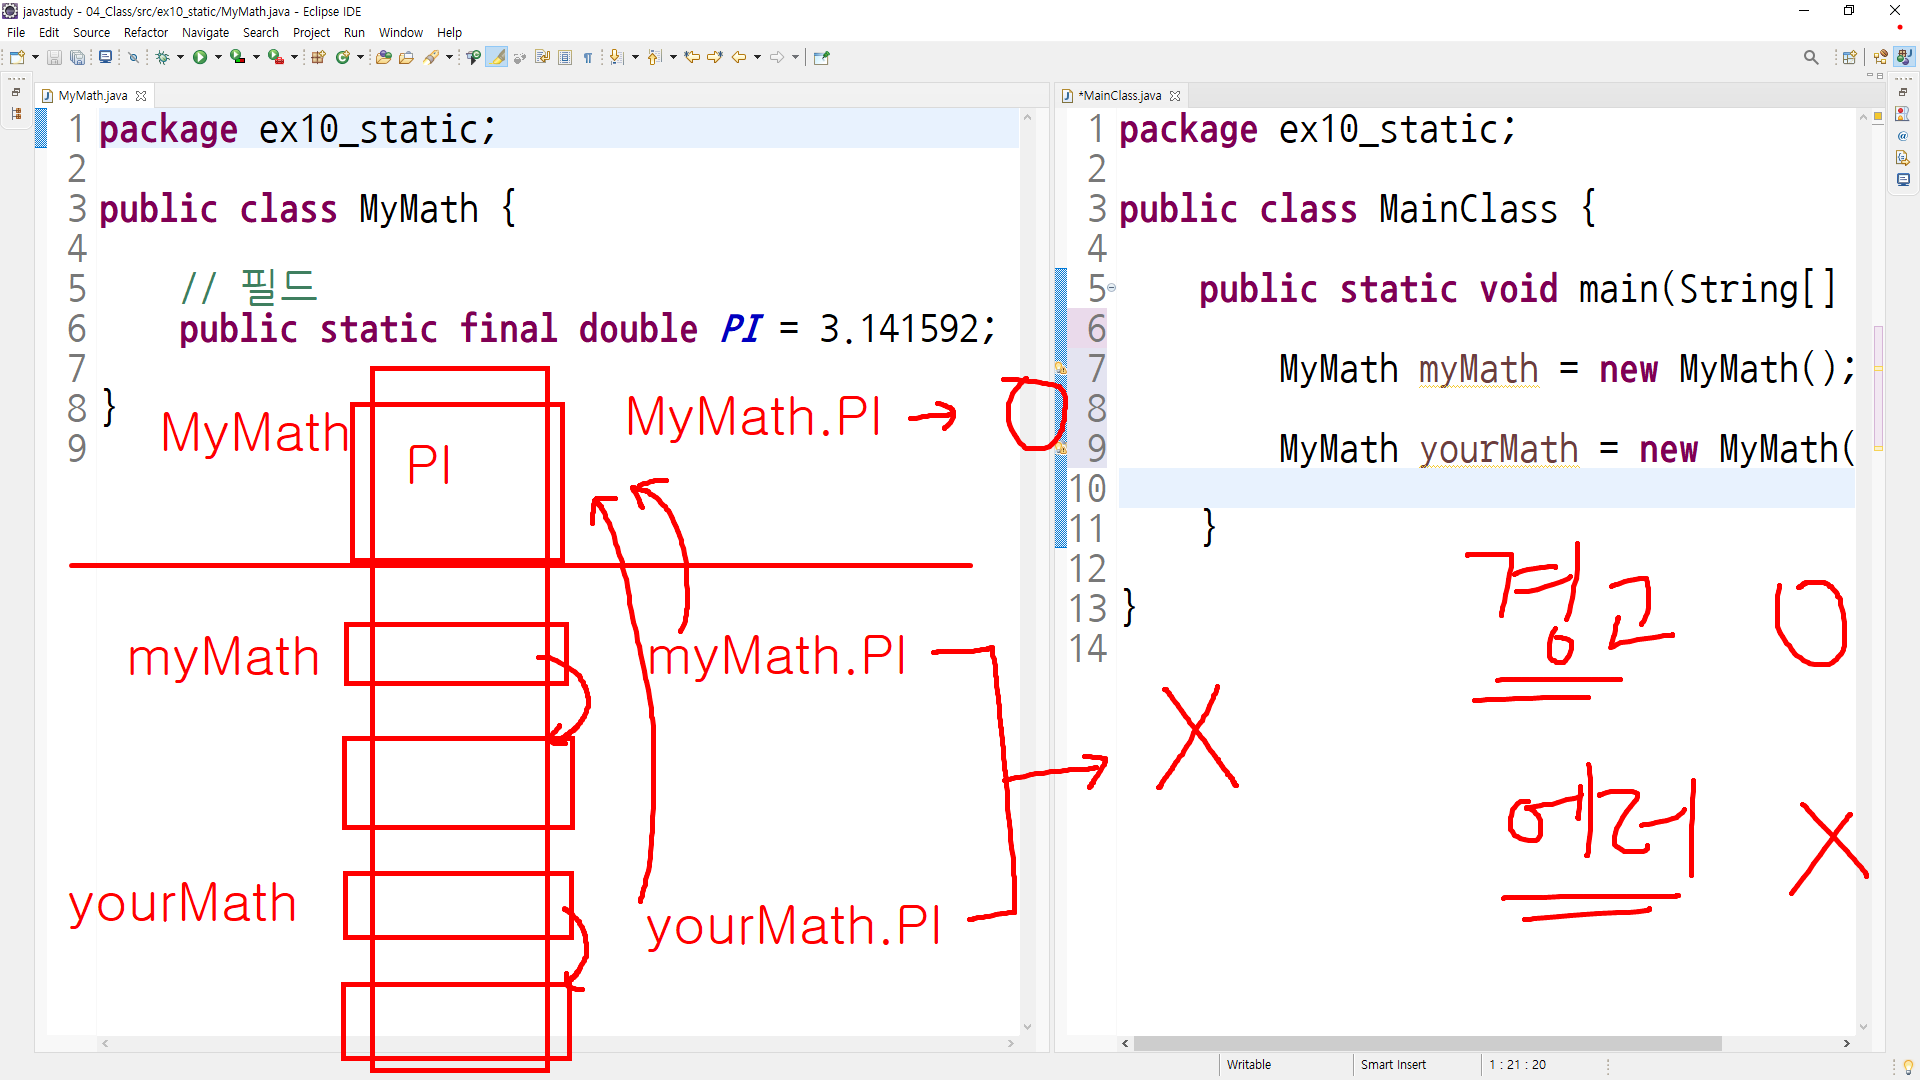 javastudy - 04_Class/src/ex10_static/MyMath.java - Eclipse IDE
File Edit Source Refactor Navigate Search Project Run Window Help
MyMath.java
1 package ex10_static;
2
3 public class MyMath {
4
5 // 필드
6 public static final double PI = 3.141592;
7
8 }
9
MyMath
PI
MyMath.PI
myMath
myMath.PI
yourMath
yourMath.PI
*MainClass.java
1 package ex10_static;
2
3 public class MainClass {
4
5 public static void main(String[]
6
7 MyMath myMath = new MyMath();
8
9 MyMath yourMath = new MyMath(
10
11 }
12
13 }
14
경고 O
X
에러 X
Writable Smart Insert 1 : 21 : 20